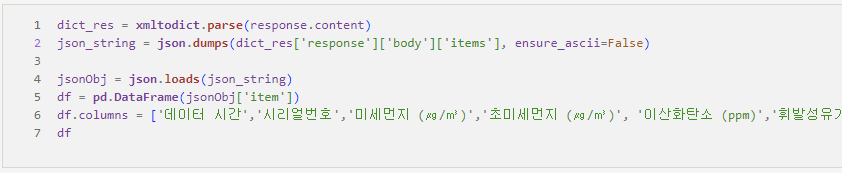 1 dict_res = xmltodict.parse(response.content)
2 json_string = json.dumps(dict_res['response']['body']['items'], ensure_ascii=False)
3
4 jsonObj = json.loads(json_string)
5 df = pd.DataFrame(jsonObj['item'])
6 df.columns = ['데이터 시간','시리얼번호','미세먼지 (㎍/㎥)','초미세먼지 (㎍/㎥)', '이산화탄소 (ppm)','휘발성유기
7 df